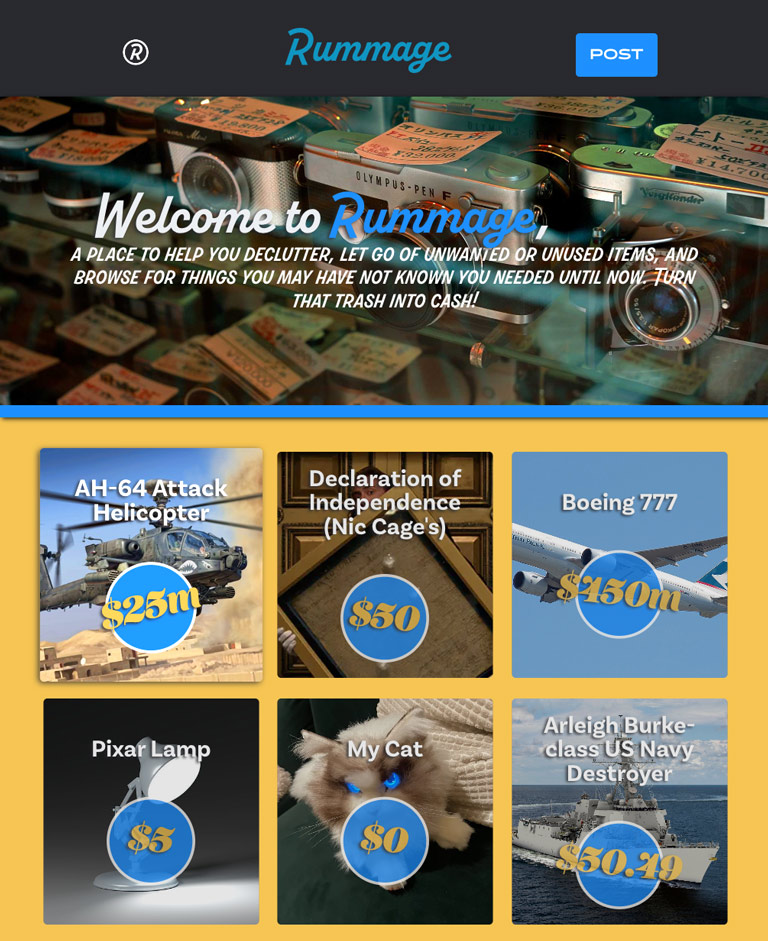 R
Rummage
POST
OLYMPUS-PEN F
Voigtländer
Welcome to Rummage,
A PLACE TO HELP YOU DECLUTTER, LET GO OF UNWANTED OR UNUSED ITEMS, AND
BROWSE FOR THINGS YOU MAY HAVE NOT KNOWN YOU NEEDED UNTIL NOW. TURN
THAT TRASH INTO CASH!
AH-64 Attack
Helicopter
$25m
Declaration of
Independence
(Nic Cage's)
$50
Boeing 777
$450m
Pixar Lamp
$5
My Cat
$0
Arleigh Burke-
class US Navy
Destroyer
$50.49